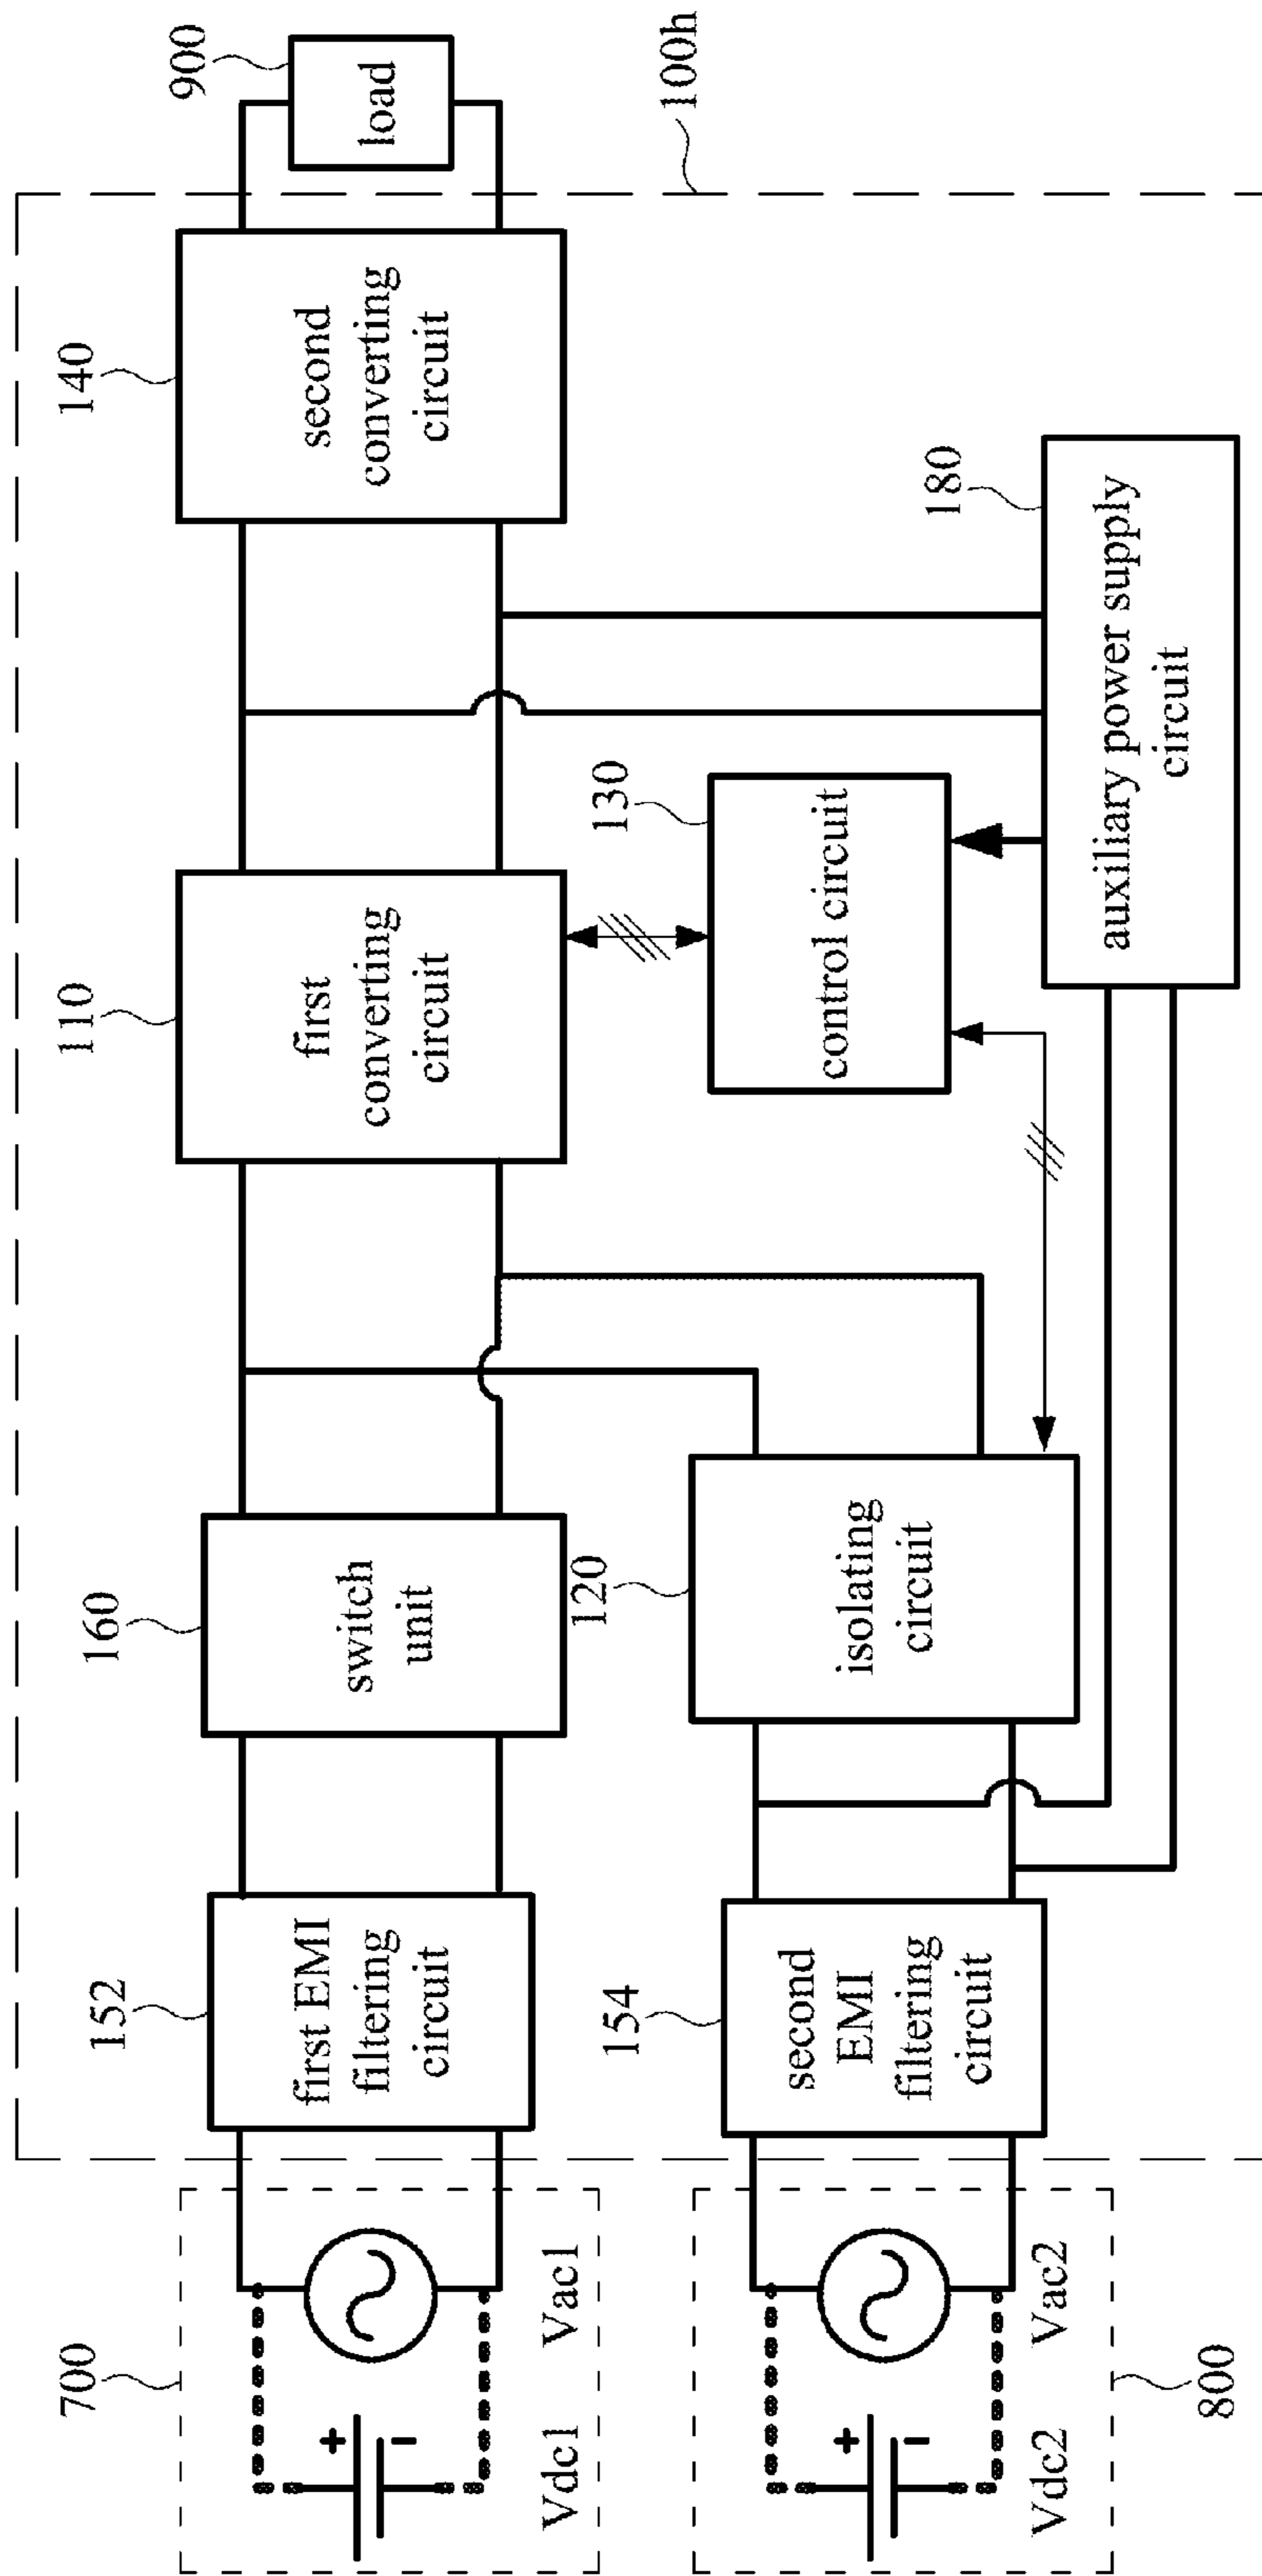 700
Vdc1
Vac1
152
first EMI
filtering
circuit
160
switch
unit
110
first
converting
circuit
140
second
converting
circuit
900
load
100h
800
Vdc2
Vac2
154
second
EMI
filtering
circuit
120
isolating
circuit
130
control circuit
180
auxiliary power supply
circuit